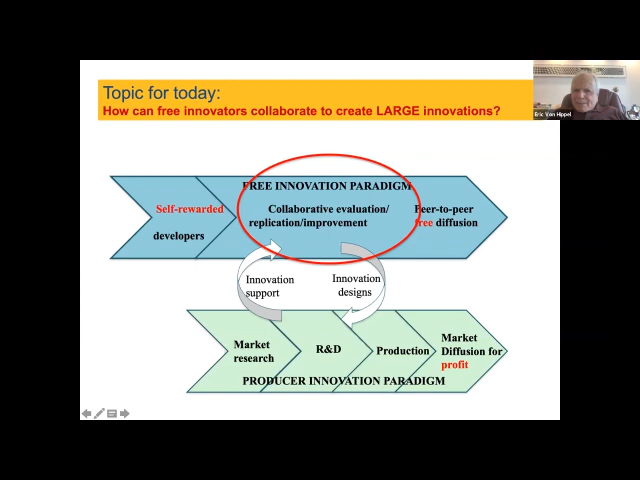 Topic for today:
How can free innovators collaborate to create LARGE innovations?
Eric Von Hippel
FREE INNOVATION PARADIGM
Self-rewarded
developers
Collaborative evaluation/
replication/improvement
Peer-to-peer
free diffusion
Innovation
support
Innovation
designs
Market
research
R&D
Production
Market
Diffusion for
profit
PRODUCER INNOVATION PARADIGM